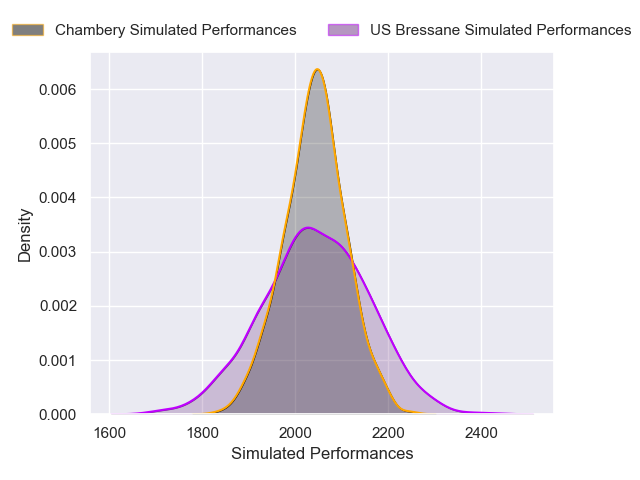 Chambery Simulated Performances US Bressane Simulated Performances
0.006
0.005
0.004
0.003
0.002
0.001
0.000
Density
1600 1800 2000 2200 2400
Simulated Performances